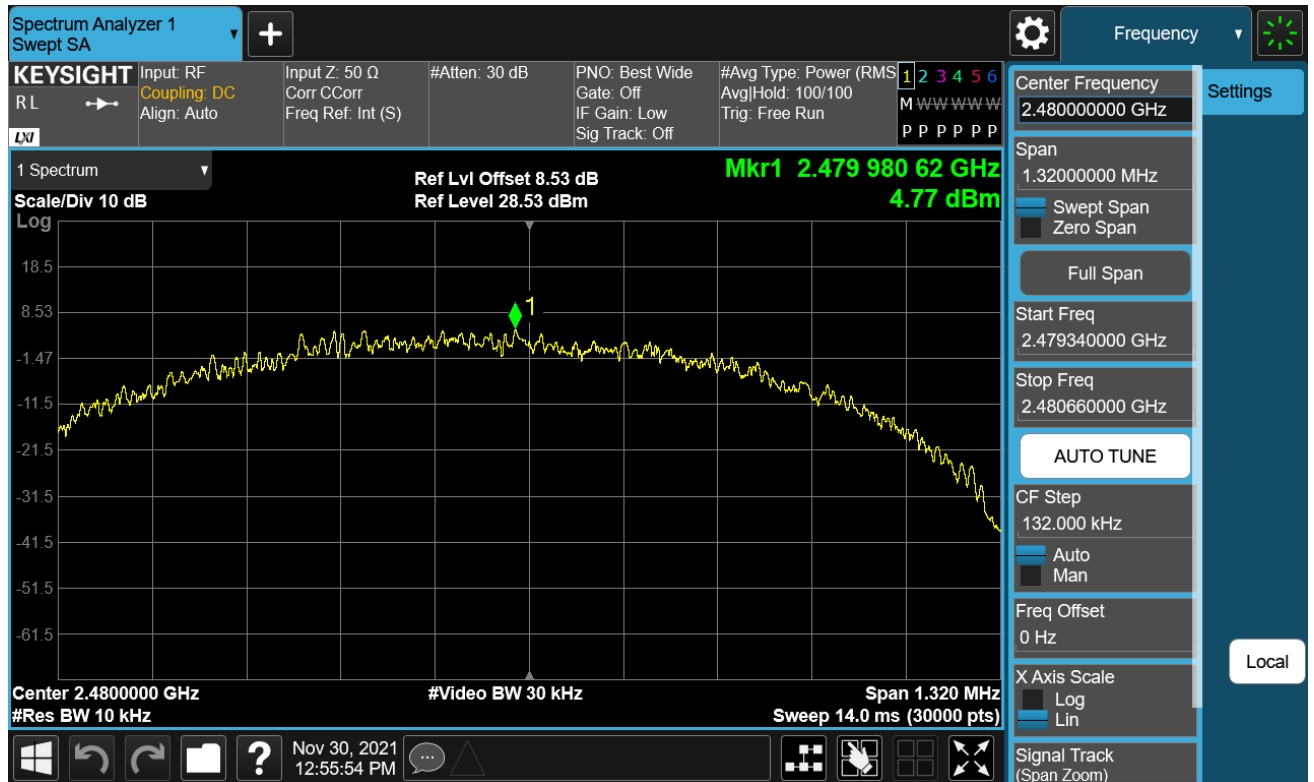 Spectrum Analyzer 1
Swept SA
+
Frequency
KEYSIGHT
RL
LXI
Input: RF
Coupling: DC
Align: Auto
Input Z: 50 Ω
Corr CCorr
Freq Ref: Int (S)
#Atten: 30 dB
PNO: Best Wide
Gate: Off
IF Gain: Low
Sig Track: Off
#Avg Type: Power (RMS
Avg|Hold: 100/100
Trig: Free Run
1 2 3 4 5 6
M W W W W W
P P P P P P
1 Spectrum
Scale/Div 10 dB
Log
Ref Lvl Offset 8.53 dB
Ref Level 28.53 dBm
Mkr1 2.479 980 62 GHz
4.77 dBm
1
18.5
8.53
-1.47
-11.5
-21.5
-31.5
-41.5
-51.5
-61.5
Center 2.4800000 GHz
#Video BW 30 kHz
Span 1.320 MHz
#Res BW 10 kHz
Sweep 14.0 ms (30000 pts)
Center Frequency
2.480000000 GHz
Settings
Span
1.32000000 MHz
Swept Span
Zero Span
Full Span
Start Freq
2.479340000 GHz
Stop Freq
2.480660000 GHz
AUTO TUNE
CF Step
132.000 kHz
Auto
Man
Freq Offset
0 Hz
Local
X Axis Scale
Log
Lin
Signal Track
(Span Zoom)
?
Nov 30, 2021
12:55:54 PM